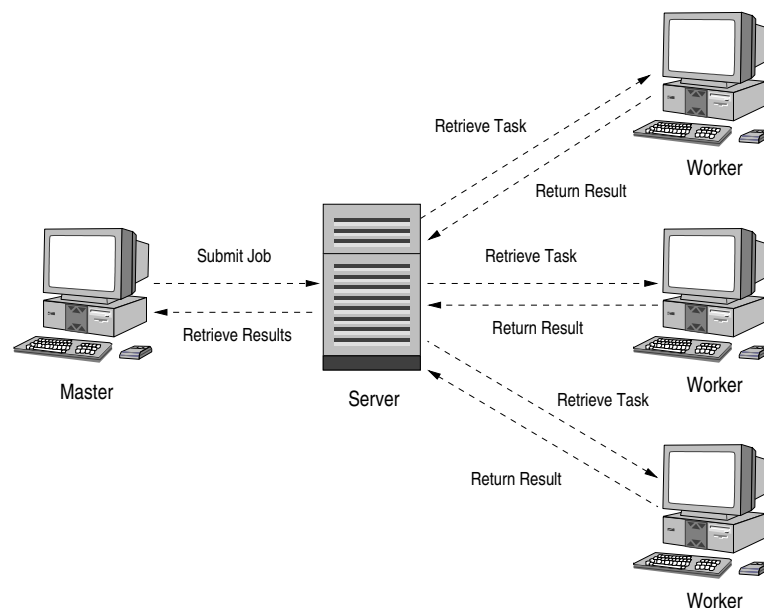 Retrieve Task
Worker
Return Result
Submit Job
Retrieve Task
Retrieve Results
Return Result
Master
Server
Worker
Retrieve Task
Return Result
Worker